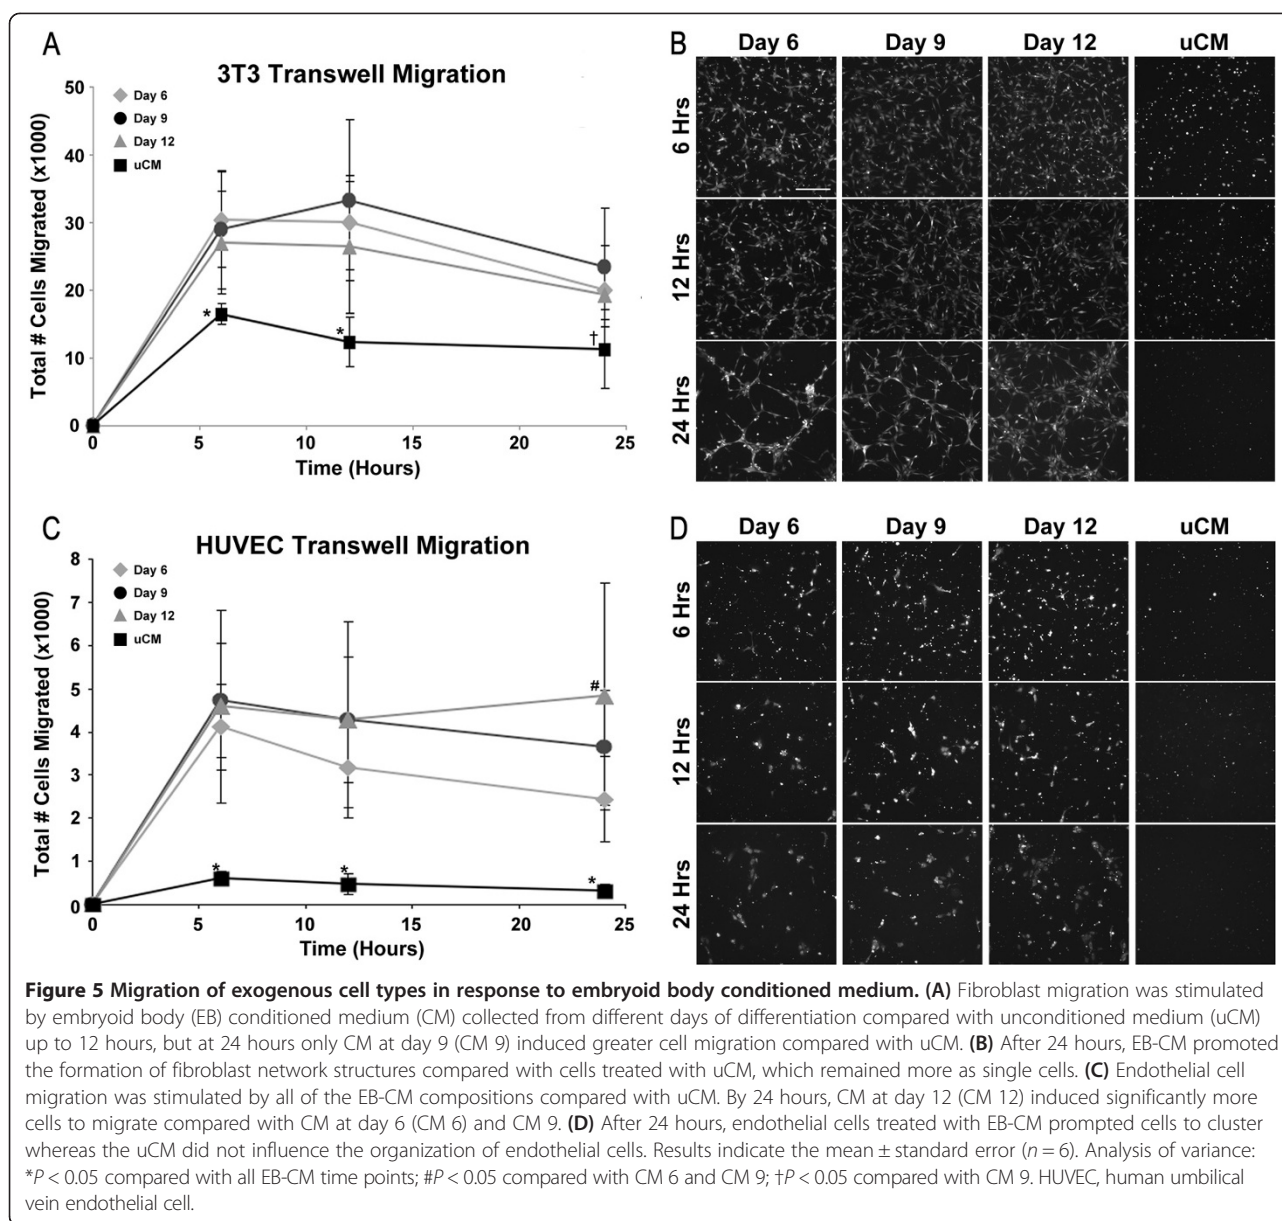 A
3T3 Transwell Migration
Total # Cells Migrated (x1000)
50
40
30
20
10
0
Day 6
Day 9
Day 12
uCM
*
*
†
0 5 10 15 20 25
Time (Hours)
B
Day 6 Day 9 Day 12 uCM
6 Hrs
12 Hrs
24 Hrs
C
HUVEC Transwell Migration
Total # Cells Migrated (x1000)
8
7
6
5
4
3
2
1
0
Day 6
Day 9
Day 12
uCM
#
*
*
*
0 5 10 15 20 25
Time (Hours)
D
Day 6 Day 9 Day 12 uCM
6 Hrs
12 Hrs
24 Hrs
Figure 5 Migration of exogenous cell types in response to embryoid body conditioned medium. (A) Fibroblast migration was stimulated
by embryoid body (EB) conditioned medium (CM) collected from different days of differentiation compared with unconditioned medium (uCM)
up to 12 hours, but at 24 hours only CM at day 9 (CM 9) induced greater cell migration compared with uCM. (B) After 24 hours, EB-CM promoted
the formation of fibroblast network structures compared with cells treated with uCM, which remained more as single cells. (C) Endothelial cell
migration was stimulated by all of the EB-CM compositions compared with uCM. By 24 hours, CM at day 12 (CM 12) induced significantly more
cells to migrate compared with CM at day 6 (CM 6) and CM 9. (D) After 24 hours, endothelial cells treated with EB-CM prompted cells to cluster
whereas the uCM did not influence the organization of endothelial cells. Results indicate the mean ± standard error (n = 6). Analysis of variance:
*P < 0.05 compared with all EB-CM time points; #P < 0.05 compared with CM 6 and CM 9; †P < 0.05 compared with CM 9. HUVEC, human umbilical
vein endothelial cell.